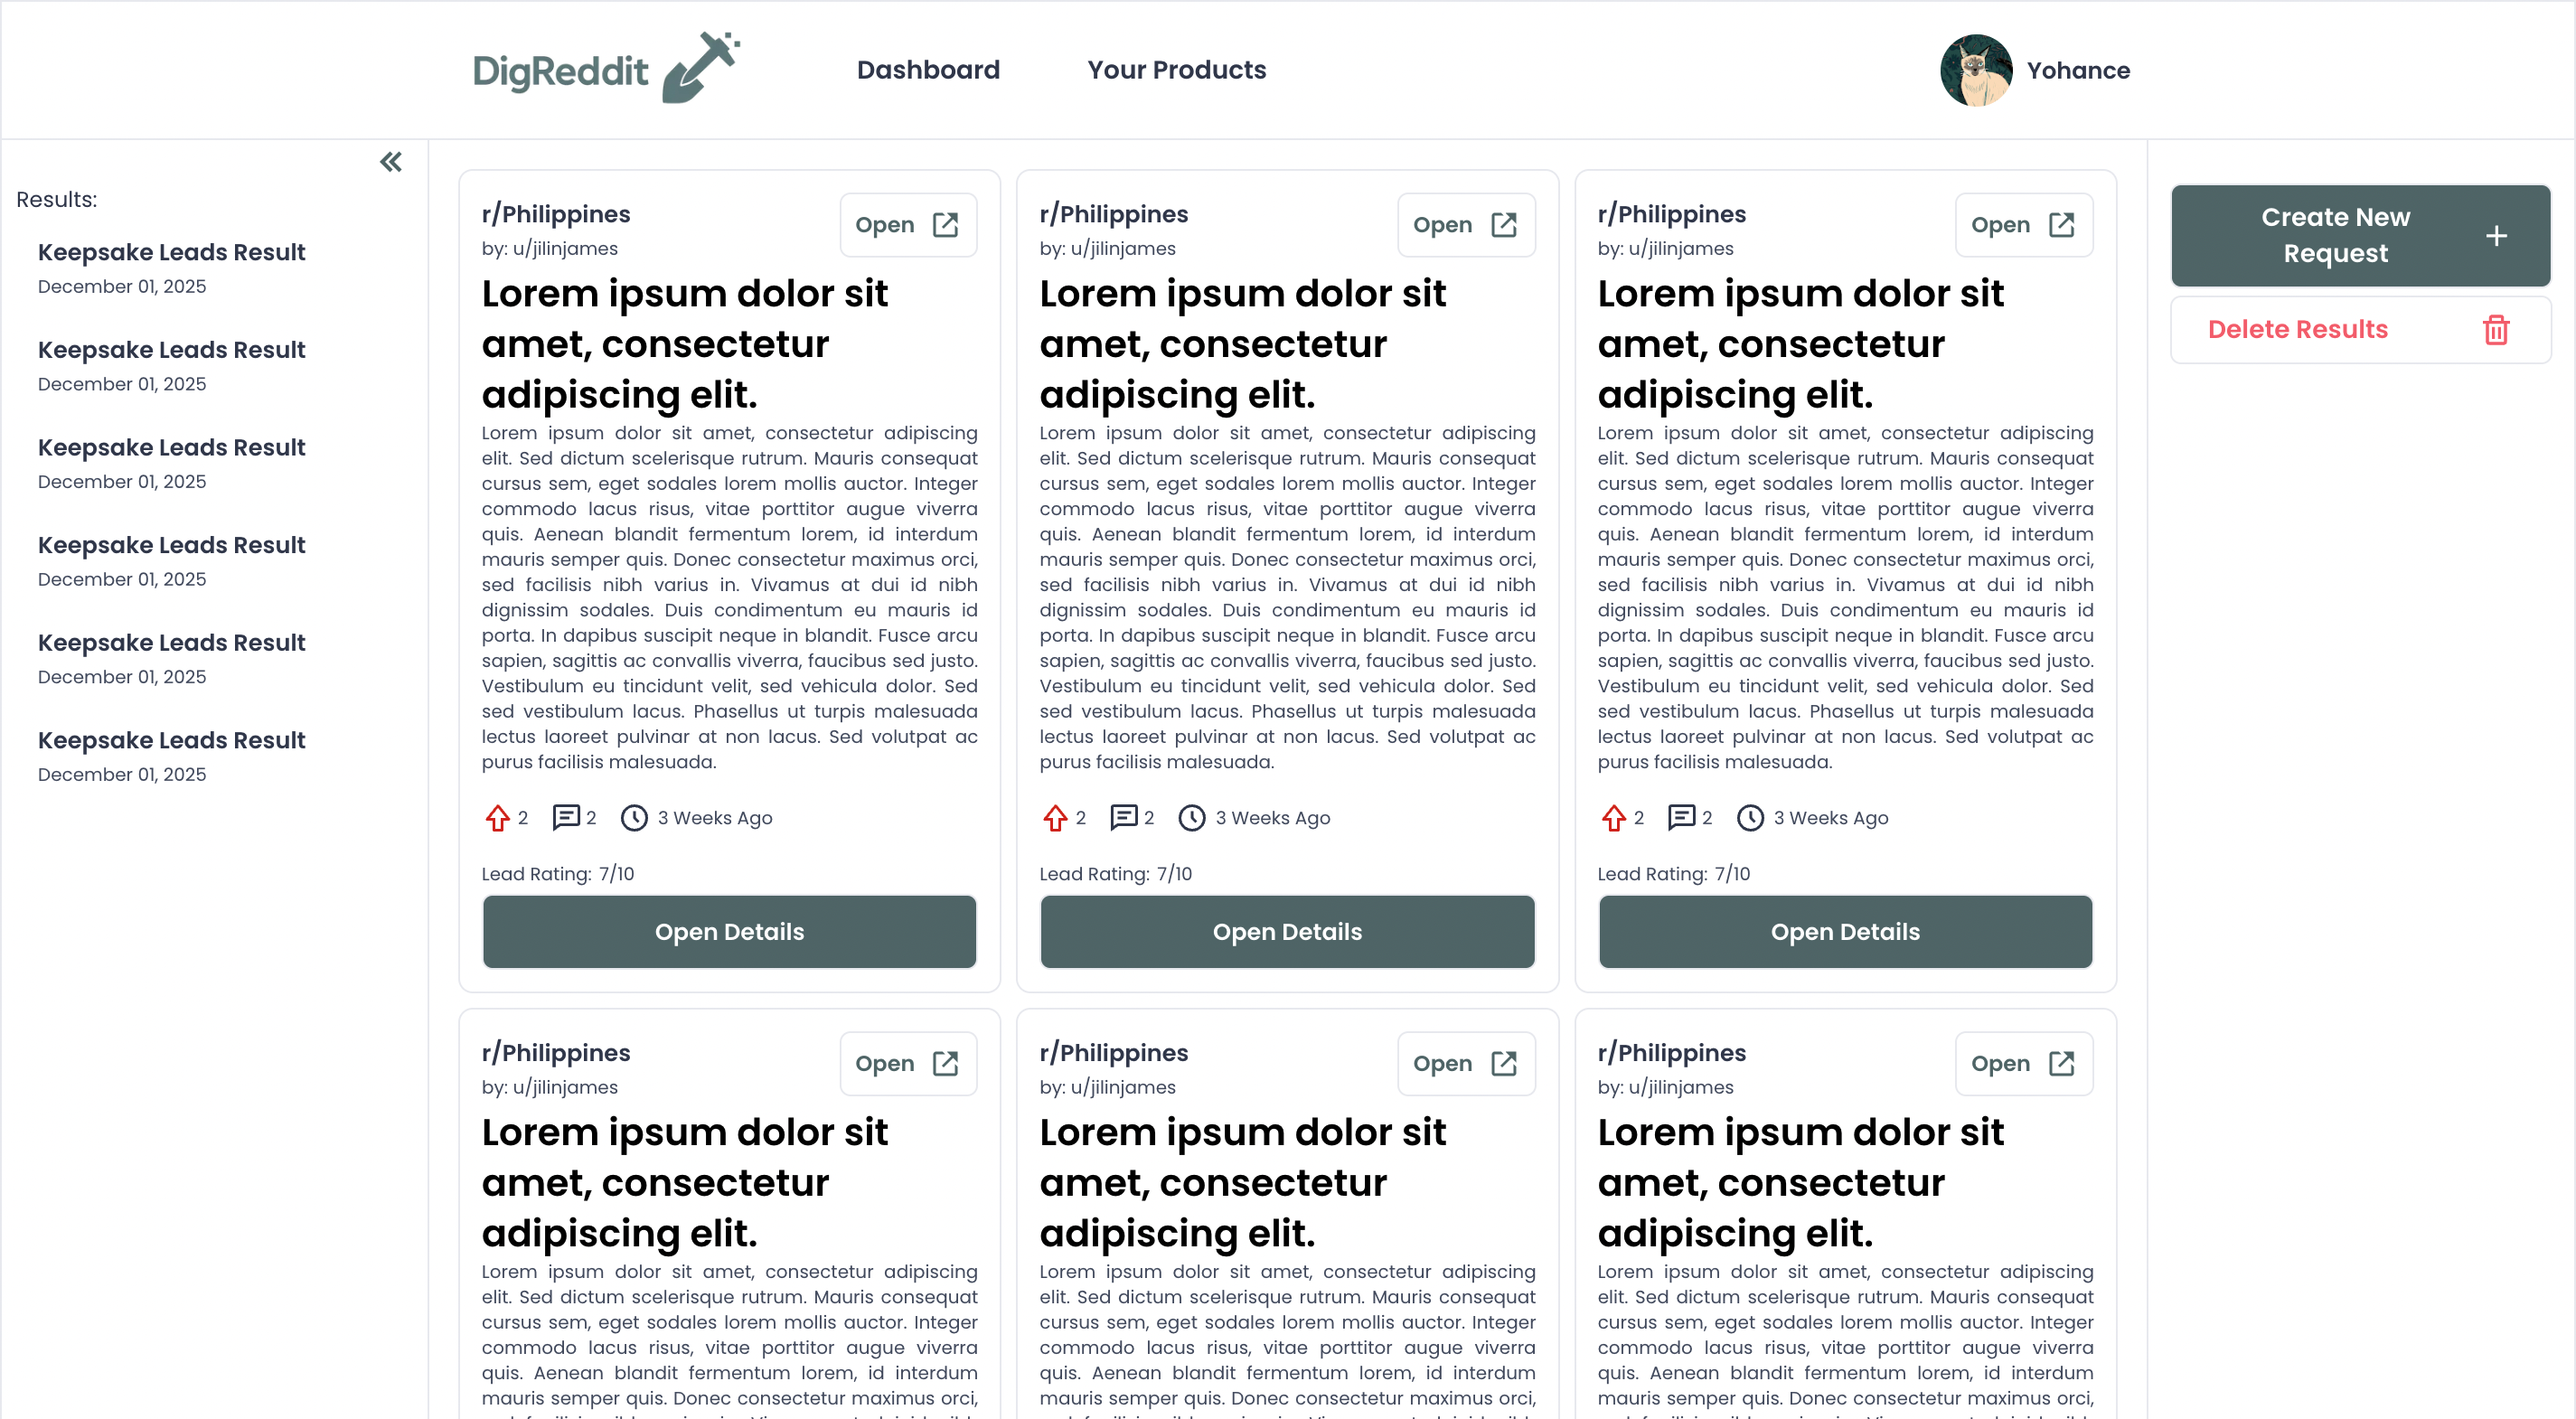 DigReddit
Dashboard
Your Products
Yohance
Results:
Keepsake Leads Result
December 01, 2025
Keepsake Leads Result
December 01, 2025
Keepsake Leads Result
December 01, 2025
Keepsake Leads Result
December 01, 2025
Keepsake Leads Result
December 01, 2025
Keepsake Leads Result
December 01, 2025
r/Philippines
by: u/jilinjames
Open
Lorem ipsum dolor sit
amet, consectetur
adipiscing elit.
Lorem ipsum dolor sit amet, consectetur adipiscing
elit. Sed dictum scelerisque rutrum. Mauris consequat
cursus sem, eget sodales lorem mollis auctor. Integer
commodo lacus risus, vitae porttitor augue viverra
quis. Aenean blandit fermentum lorem, id interdum
mauris semper quis. Donec consectetur maximus orci,
sed facilisis nibh varius in. Vivamus at dui id nibh
dignissim sodales. Duis condimentum eu mauris id
porta. In dapibus suscipit neque in blandit. Fusce arcu
sapien, sagittis ac convallis viverra, faucibus sed justo.
Vestibulum eu tincidunt velit, sed vehicula dolor. Sed
sed vestibulum lacus. Phasellus ut turpis malesuada
lectus laoreet pulvinar at non lacus. Sed volutpat ac
purus facilisis malesuada.
2 2 3 Weeks Ago
Lead Rating: 7/10
Open Details
r/Philippines
by: u/jilinjames
Open
Lorem ipsum dolor sit
amet, consectetur
adipiscing elit.
Lorem ipsum dolor sit amet, consectetur adipiscing
elit. Sed dictum scelerisque rutrum. Mauris consequat
cursus sem, eget sodales lorem mollis auctor. Integer
commodo lacus risus, vitae porttitor augue viverra
quis. Aenean blandit fermentum lorem, id interdum
mauris semper quis. Donec consectetur maximus orci,
sed facilisis nibh varius in. Vivamus at dui id nibh
dignissim sodales. Duis condimentum eu mauris id
porta. In dapibus suscipit neque in blandit. Fusce arcu
sapien, sagittis ac convallis viverra, faucibus sed justo.
Vestibulum eu tincidunt velit, sed vehicula dolor. Sed
sed vestibulum lacus. Phasellus ut turpis malesuada
lectus laoreet pulvinar at non lacus. Sed volutpat ac
purus facilisis malesuada.
2 2 3 Weeks Ago
Lead Rating: 7/10
Open Details
r/Philippines
by: u/jilinjames
Open
Lorem ipsum dolor sit
amet, consectetur
adipiscing elit.
Lorem ipsum dolor sit amet, consectetur adipiscing
elit. Sed dictum scelerisque rutrum. Mauris consequat
cursus sem, eget sodales lorem mollis auctor. Integer
commodo lacus risus, vitae porttitor augue viverra
quis. Aenean blandit fermentum lorem, id interdum
mauris semper quis. Donec consectetur maximus orci,
sed facilisis nibh varius in. Vivamus at dui id nibh
dignissim sodales. Duis condimentum eu mauris id
porta. In dapibus suscipit neque in blandit. Fusce arcu
sapien, sagittis ac convallis viverra, faucibus sed justo.
Vestibulum eu tincidunt velit, sed vehicula dolor. Sed
sed vestibulum lacus. Phasellus ut turpis malesuada
lectus laoreet pulvinar at non lacus. Sed volutpat ac
purus facilisis malesuada.
2 2 3 Weeks Ago
Lead Rating: 7/10
Open Details
r/Philippines
by: u/jilinjames
Open
Lorem ipsum dolor sit
amet, consectetur
adipiscing elit.
Lorem ipsum dolor sit amet, consectetur adipiscing
elit. Sed dictum scelerisque rutrum. Mauris consequat
cursus sem, eget sodales lorem mollis auctor. Integer
commodo lacus risus, vitae porttitor augue viverra
quis. Aenean blandit fermentum lorem, id interdum
mauris semper quis. Donec consectetur maximus orci,
r/Philippines
by: u/jilinjames
Open
Lorem ipsum dolor sit
amet, consectetur
adipiscing elit.
Lorem ipsum dolor sit amet, consectetur adipiscing
elit. Sed dictum scelerisque rutrum. Mauris consequat
cursus sem, eget sodales lorem mollis auctor. Integer
commodo lacus risus, vitae porttitor augue viverra
quis. Aenean blandit fermentum lorem, id interdum
mauris semper quis. Donec consectetur maximus orci,
r/Philippines
by: u/jilinjames
Open
Lorem ipsum dolor sit
amet, consectetur
adipiscing elit.
Lorem ipsum dolor sit amet, consectetur adipiscing
elit. Sed dictum scelerisque rutrum. Mauris consequat
cursus sem, eget sodales lorem mollis auctor. Integer
commodo lacus risus, vitae porttitor augue viverra
quis. Aenean blandit fermentum lorem, id interdum
mauris semper quis. Donec consectetur maximus orci,
Create New
Request
Delete Results